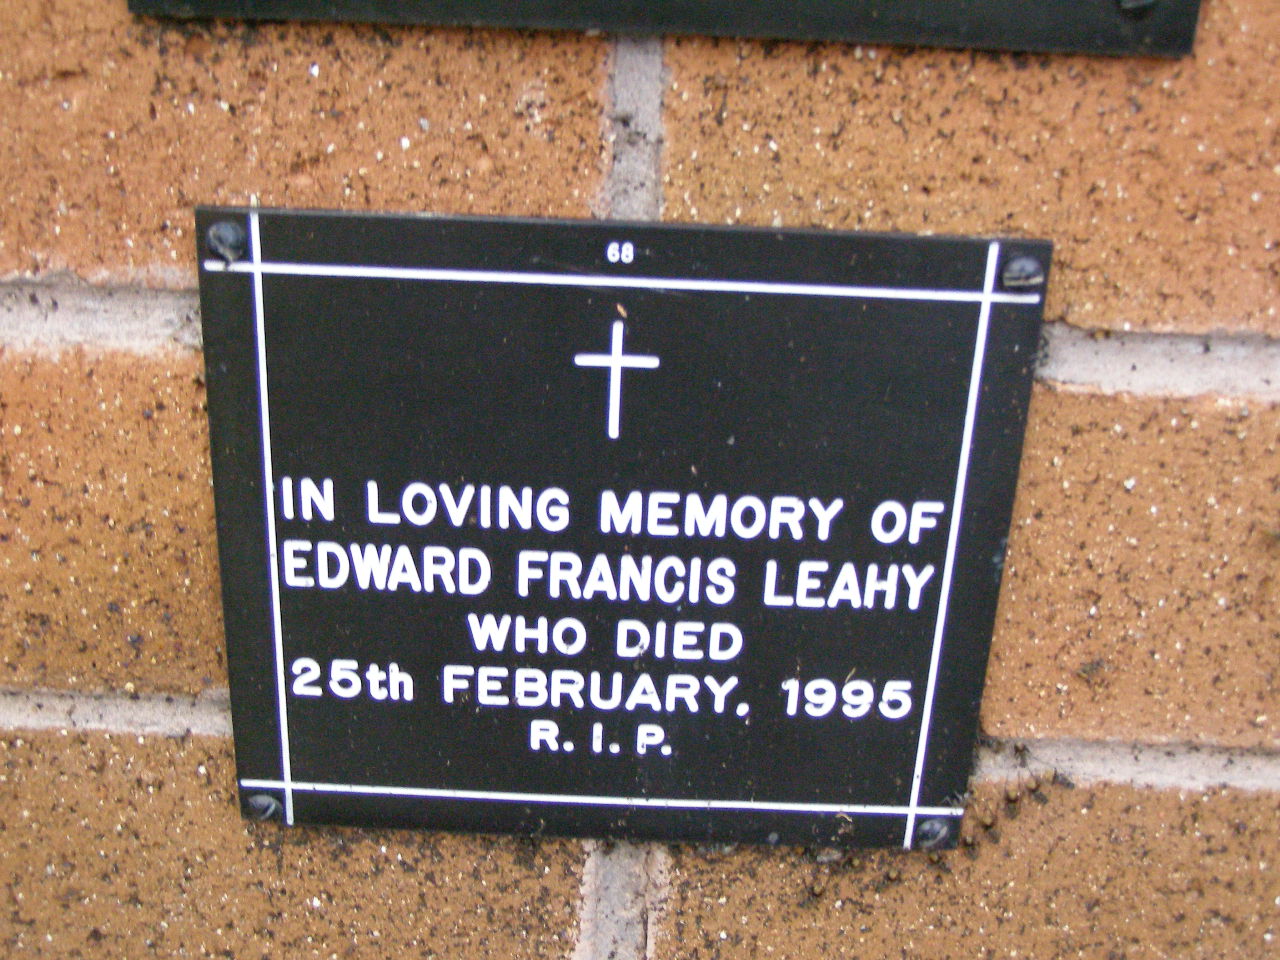 68
IN LOVING MEMORY OF
EDWARD FRANCIS LEAHY
WHO DIED
25th FEBRUARY, 1995
R. I. P.